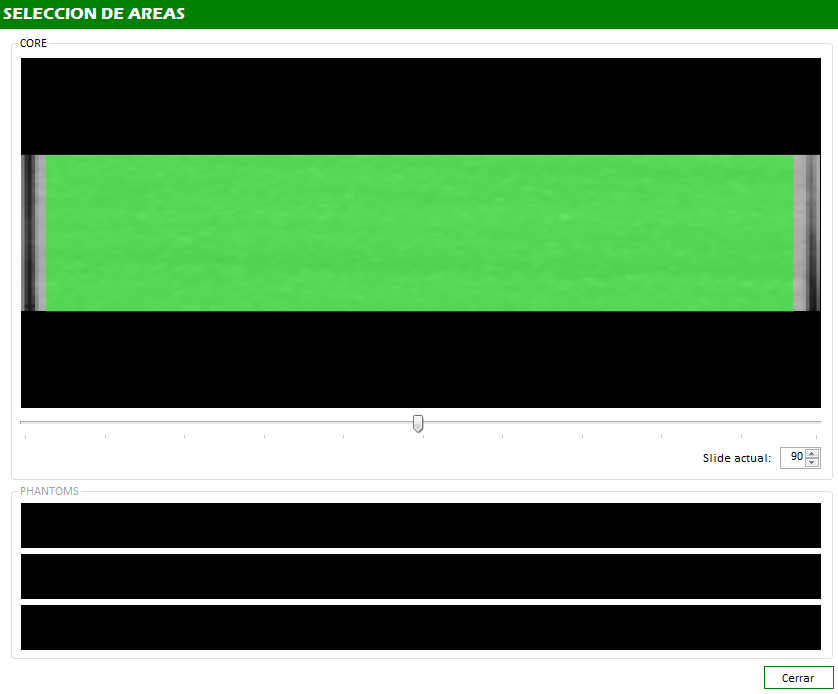 SELECCION DE AREAS
CORE
Slide actual: 90
PHANTOMS
Cerrar